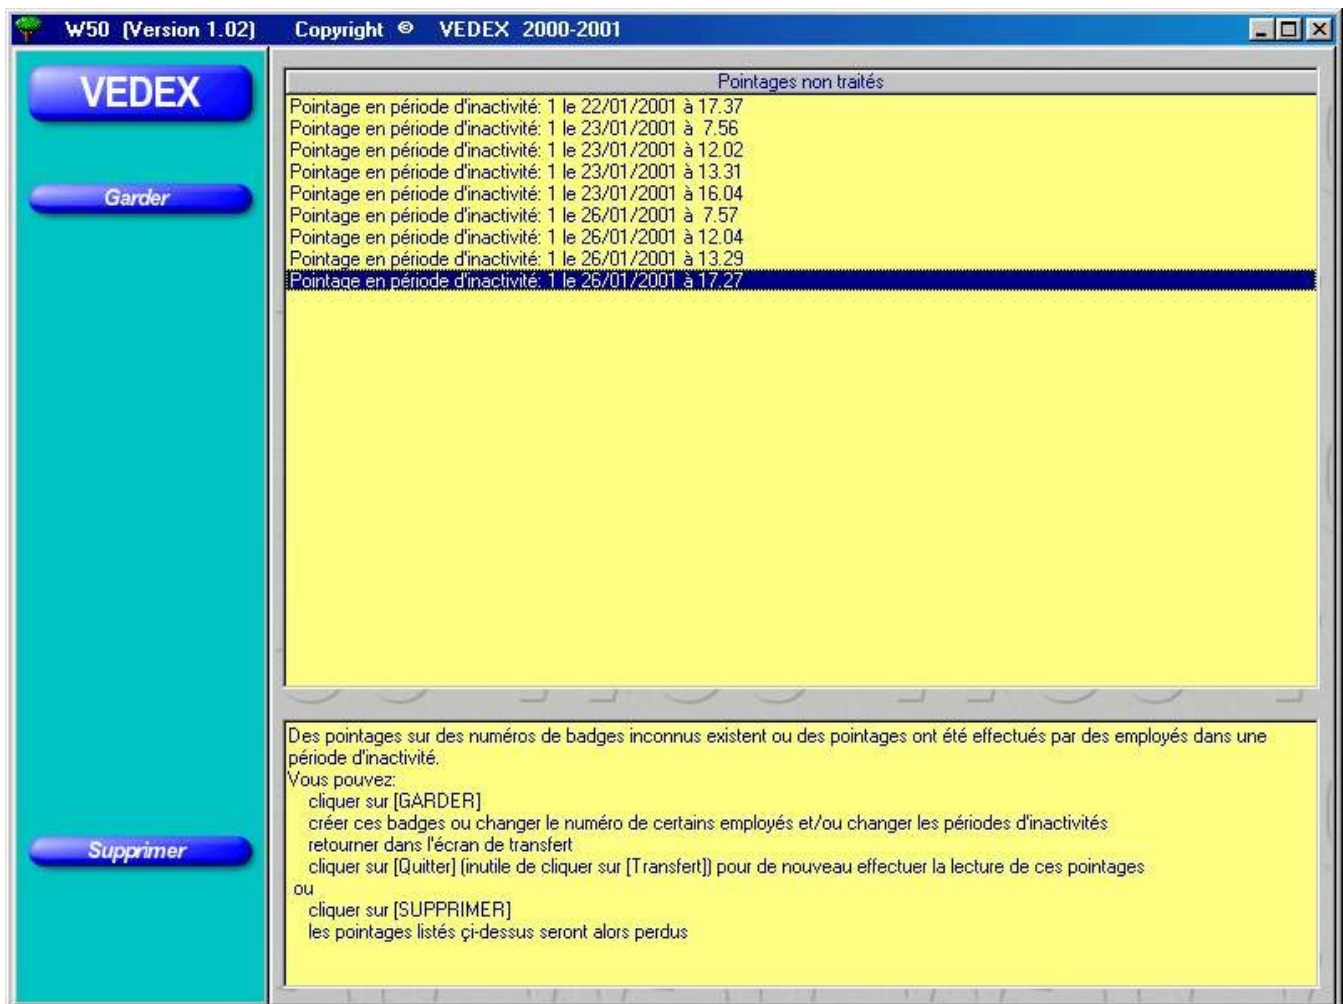 W50 (Version 1.02) Copyright © VEDEX 2000-2001
VEDEX
Garder
Supprimer
Pointages non traités
Pointage en période d'inactivité: 1 le 22/01/2001 à 17.37
Pointage en période d'inactivité: 1 le 23/01/2001 à 7.56
Pointage en période d'inactivité: 1 le 23/01/2001 à 12.02
Pointage en période d'inactivité: 1 le 23/01/2001 à 13.31
Pointage en période d'inactivité: 1 le 23/01/2001 à 16.04
Pointage en période d'inactivité: 1 le 26/01/2001 à 7.57
Pointage en période d'inactivité: 1 le 26/01/2001 à 12.04
Pointage en période d'inactivité: 1 le 26/01/2001 à 13.29
Pointage en période d'inactivité: 1 le 26/01/2001 à 17.27
Des pointages sur des numéros de badges inconnus existent ou des pointages ont été effectués par des employés dans une
période d'inactivité.
Vous pouvez:
cliquer sur [GARDER]
créer ces badges ou changer le numéro de certains employés et/ou changer les périodes d'inactivités
retourner dans l'écran de transfert
cliquer sur [Quitter] (inutile de cliquer sur [Transfert]) pour de nouveau effectuer la lecture de ces pointages
ou
cliquer sur [SUPPRIMER]
les pointages listés çi-dessus seront alors perdus